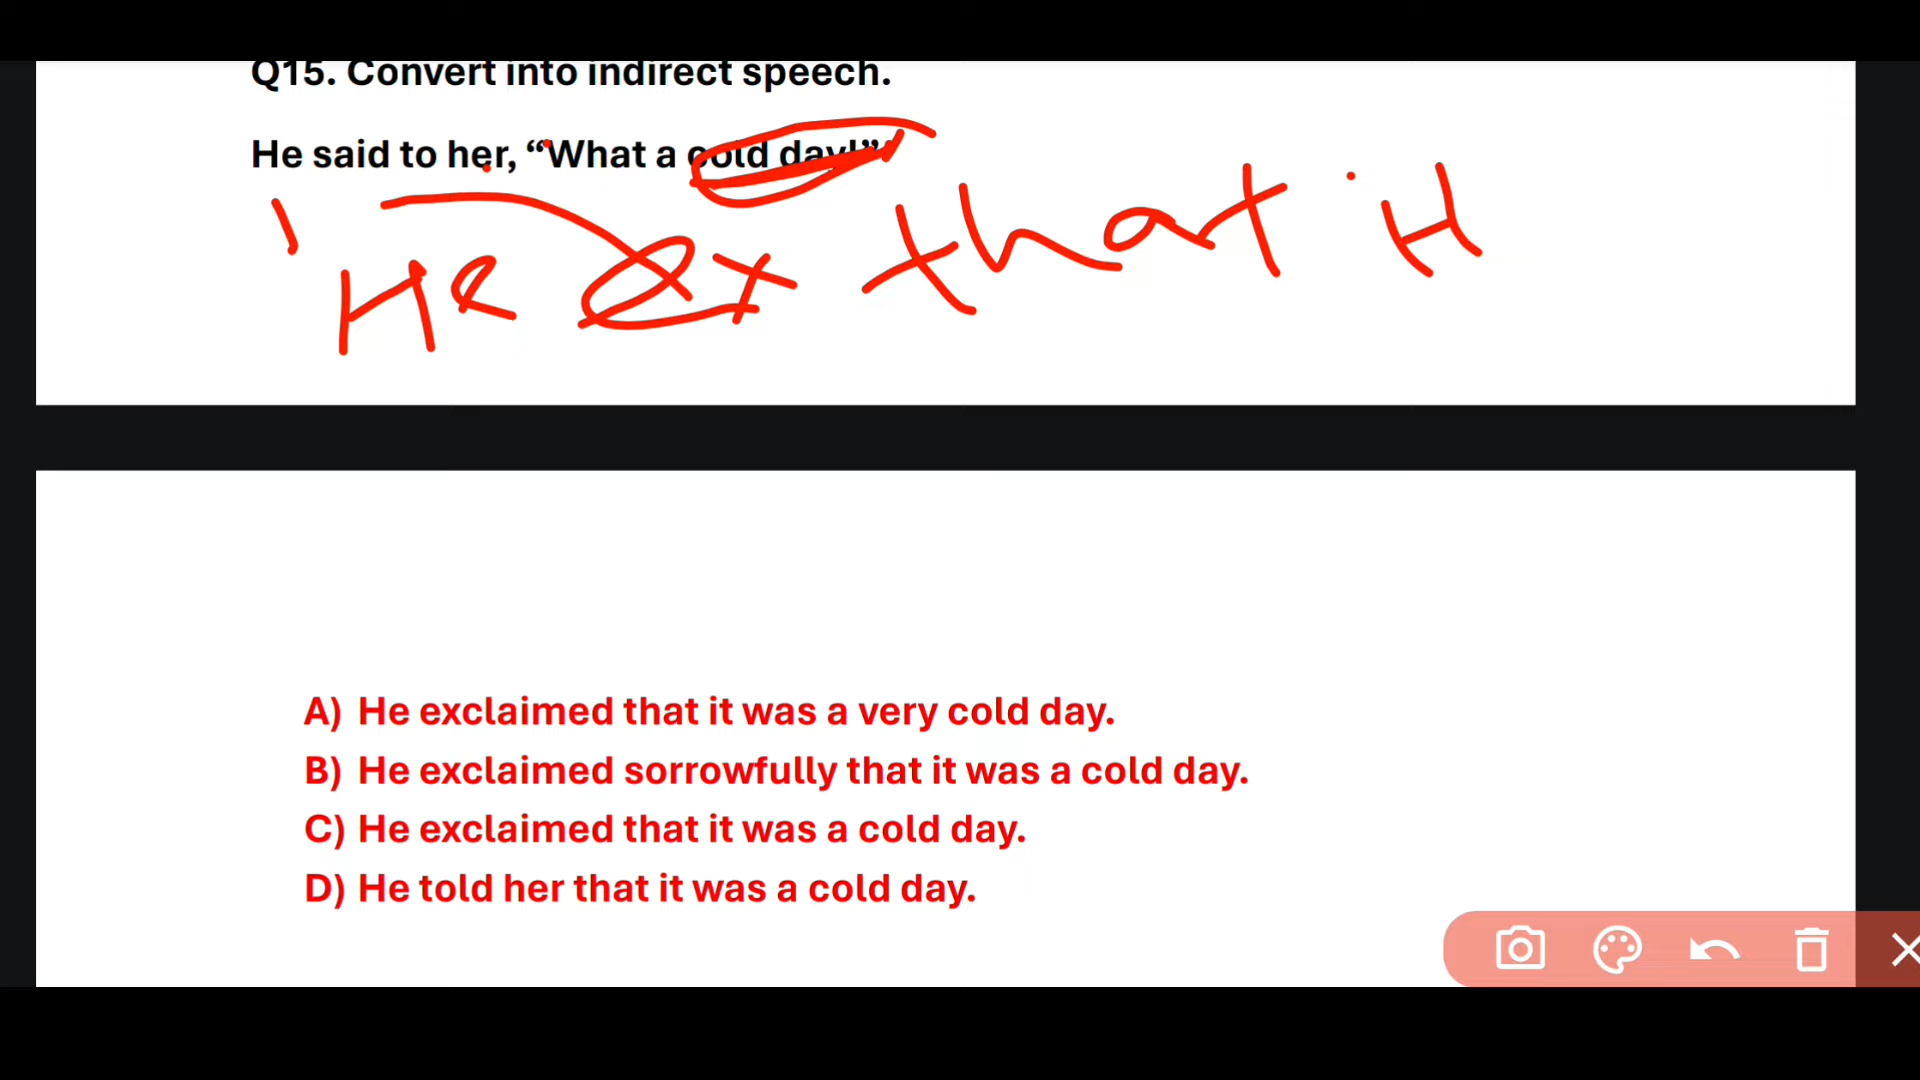 Q15. Convert into indirect speech.
He said to her, “What a cold day!”
He ex that it
A) He exclaimed that it was a very cold day.
B) He exclaimed sorrowfully that it was a cold day.
C) He exclaimed that it was a cold day.
D) He told her that it was a cold day.